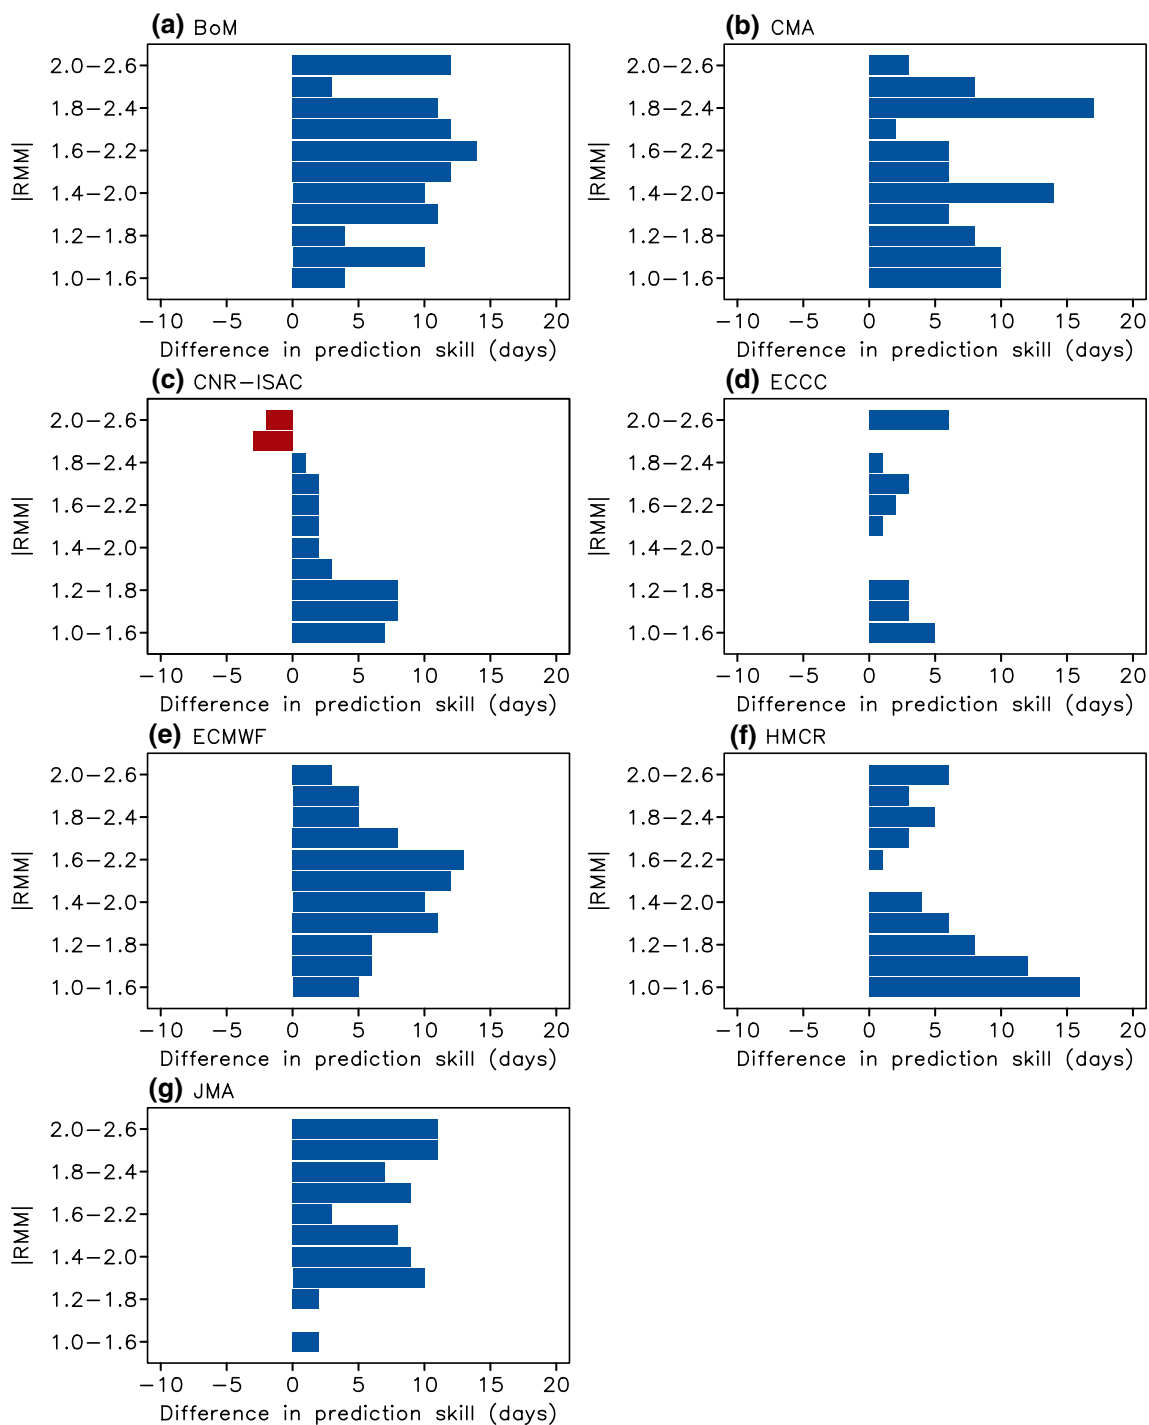 (a) BoM
2.0−2.6
1.8−2.4
1.6−2.2
1.4−2.0
1.2−1.8
1.0−1.6
|RMM|
−10 −5 0 5 10 15 20
Difference in prediction skill (days)
(b) CMA
2.0−2.6
1.8−2.4
1.6−2.2
1.4−2.0
1.2−1.8
1.0−1.6
|RMM|
−10 −5 0 5 10 15 20
Difference in prediction skill (days)
(c) CNR−ISAC
2.0−2.6
1.8−2.4
1.6−2.2
1.4−2.0
1.2−1.8
1.0−1.6
|RMM|
−10 −5 0 5 10 15 20
Difference in prediction skill (days)
(d) ECCC
2.0−2.6
1.8−2.4
1.6−2.2
1.4−2.0
1.2−1.8
1.0−1.6
|RMM|
−10 −5 0 5 10 15 20
Difference in prediction skill (days)
(e) ECMWF
2.0−2.6
1.8−2.4
1.6−2.2
1.4−2.0
1.2−1.8
1.0−1.6
|RMM|
−10 −5 0 5 10 15 20
Difference in prediction skill (days)
(f) HMCR
2.0−2.6
1.8−2.4
1.6−2.2
1.4−2.0
1.2−1.8
1.0−1.6
|RMM|
−10 −5 0 5 10 15 20
Difference in prediction skill (days)
(g) JMA
2.0−2.6
1.8−2.4
1.6−2.2
1.4−2.0
1.2−1.8
1.0−1.6
|RMM|
−10 −5 0 5 10 15 20
Difference in prediction skill (days)